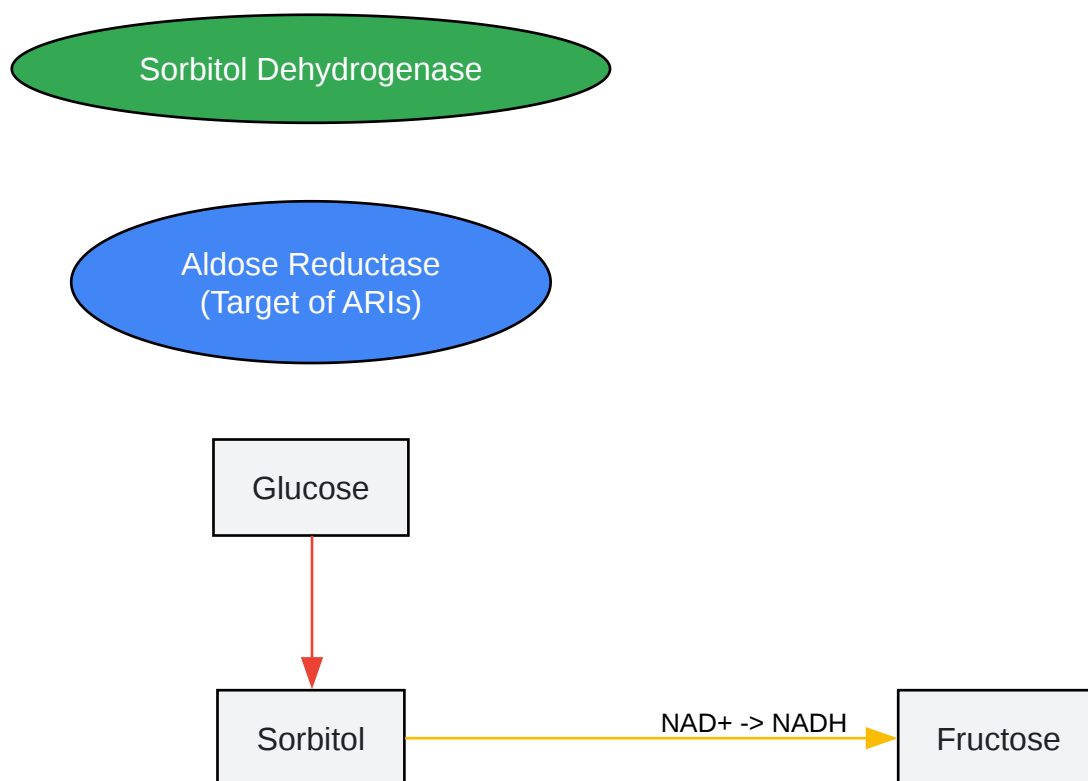 Sorbitol Dehydrogenase
Aldose Reductase
(Target of ARIs)
Glucose
Sorbitol
NAD+ -> NADH
Fructose